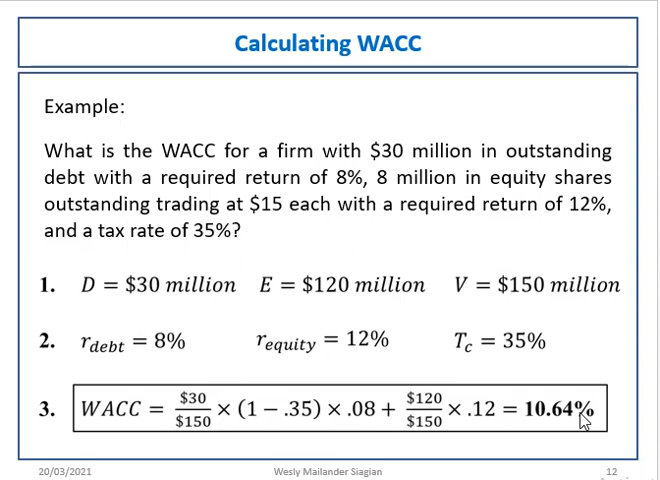 Calculating WACC
Example:
What is the WACC for a firm with $30 million in outstanding
debt with a required return of 8%, 8 million in equity shares
outstanding trading at $15 each with a required return of 12%,
and a tax rate of 35%?
1. D = $30 million E = $120 million V = $150 million
2. r_debt = 8% r_equity = 12% T_c = 35%
3. WACC = $30/$150 × (1 − .35) × .08 + $120/$150 × .12 = 10.64%
20/03/2021 Wesly Mailander Siagian 12